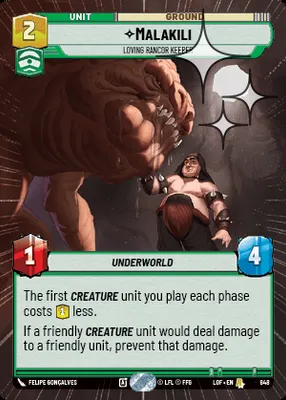 UNIT GROUND
2
✧MALAKILI
LOVING RANCOR KEEPER
1
4
UNDERWORLD
The first CREATURE unit you play each phase
costs 1 less.
If a friendly CREATURE unit would deal damage
to a friendly unit, prevent that damage.
FELIPE GONÇALVES © LFL © FFG LOF • EN 848